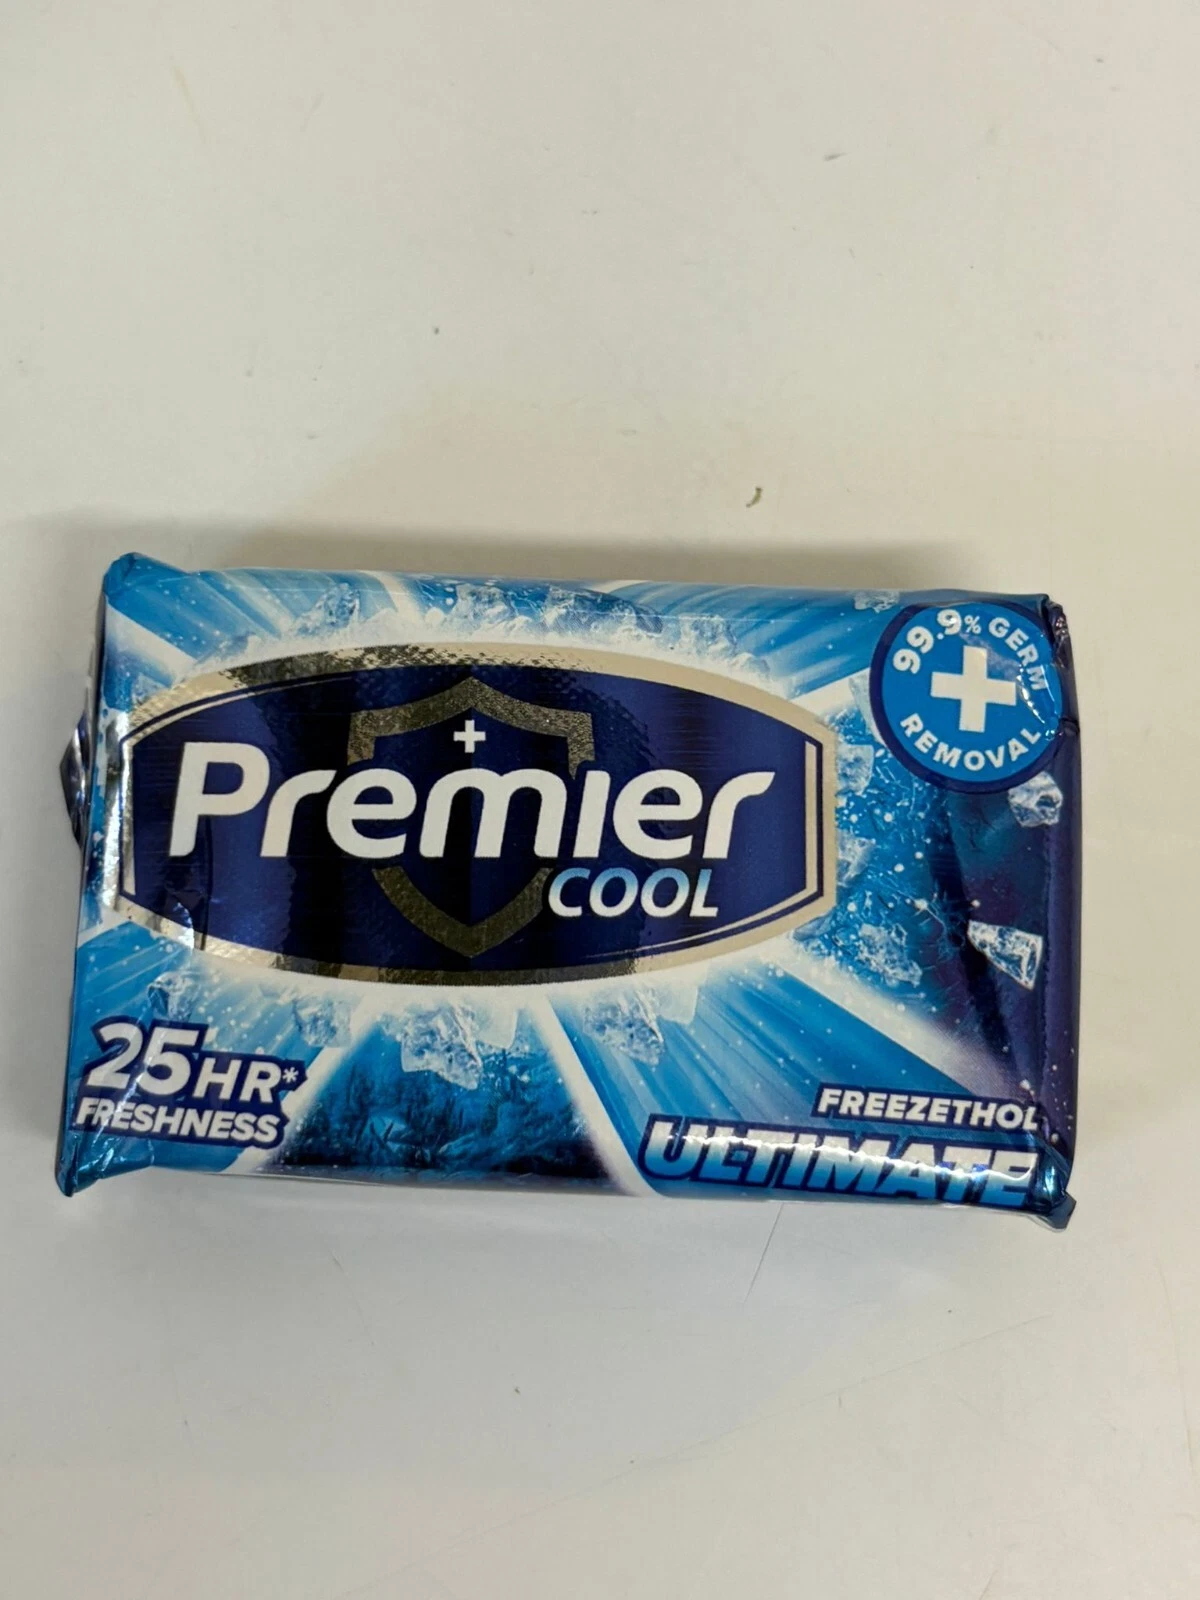 99.9% GERM
REMOVAL
Premier
COOL
25HR*
FRESHNESS
FREEZETHOL
ULTIMATE